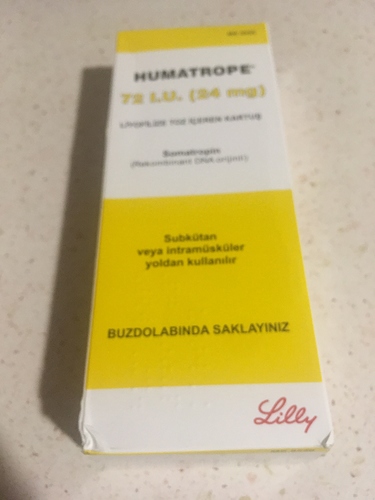 HUMATROPE®
72 I.U. (24 mg)
LİYOFİLİZE TOZ İÇEREN KARTUŞ
Somatropin
(Rekombinant DNA orijinli)
Subkütan
veya intramüsküler
yoldan kullanılır
BUZDOLABINDA SAKLAYINIZ
Lilly